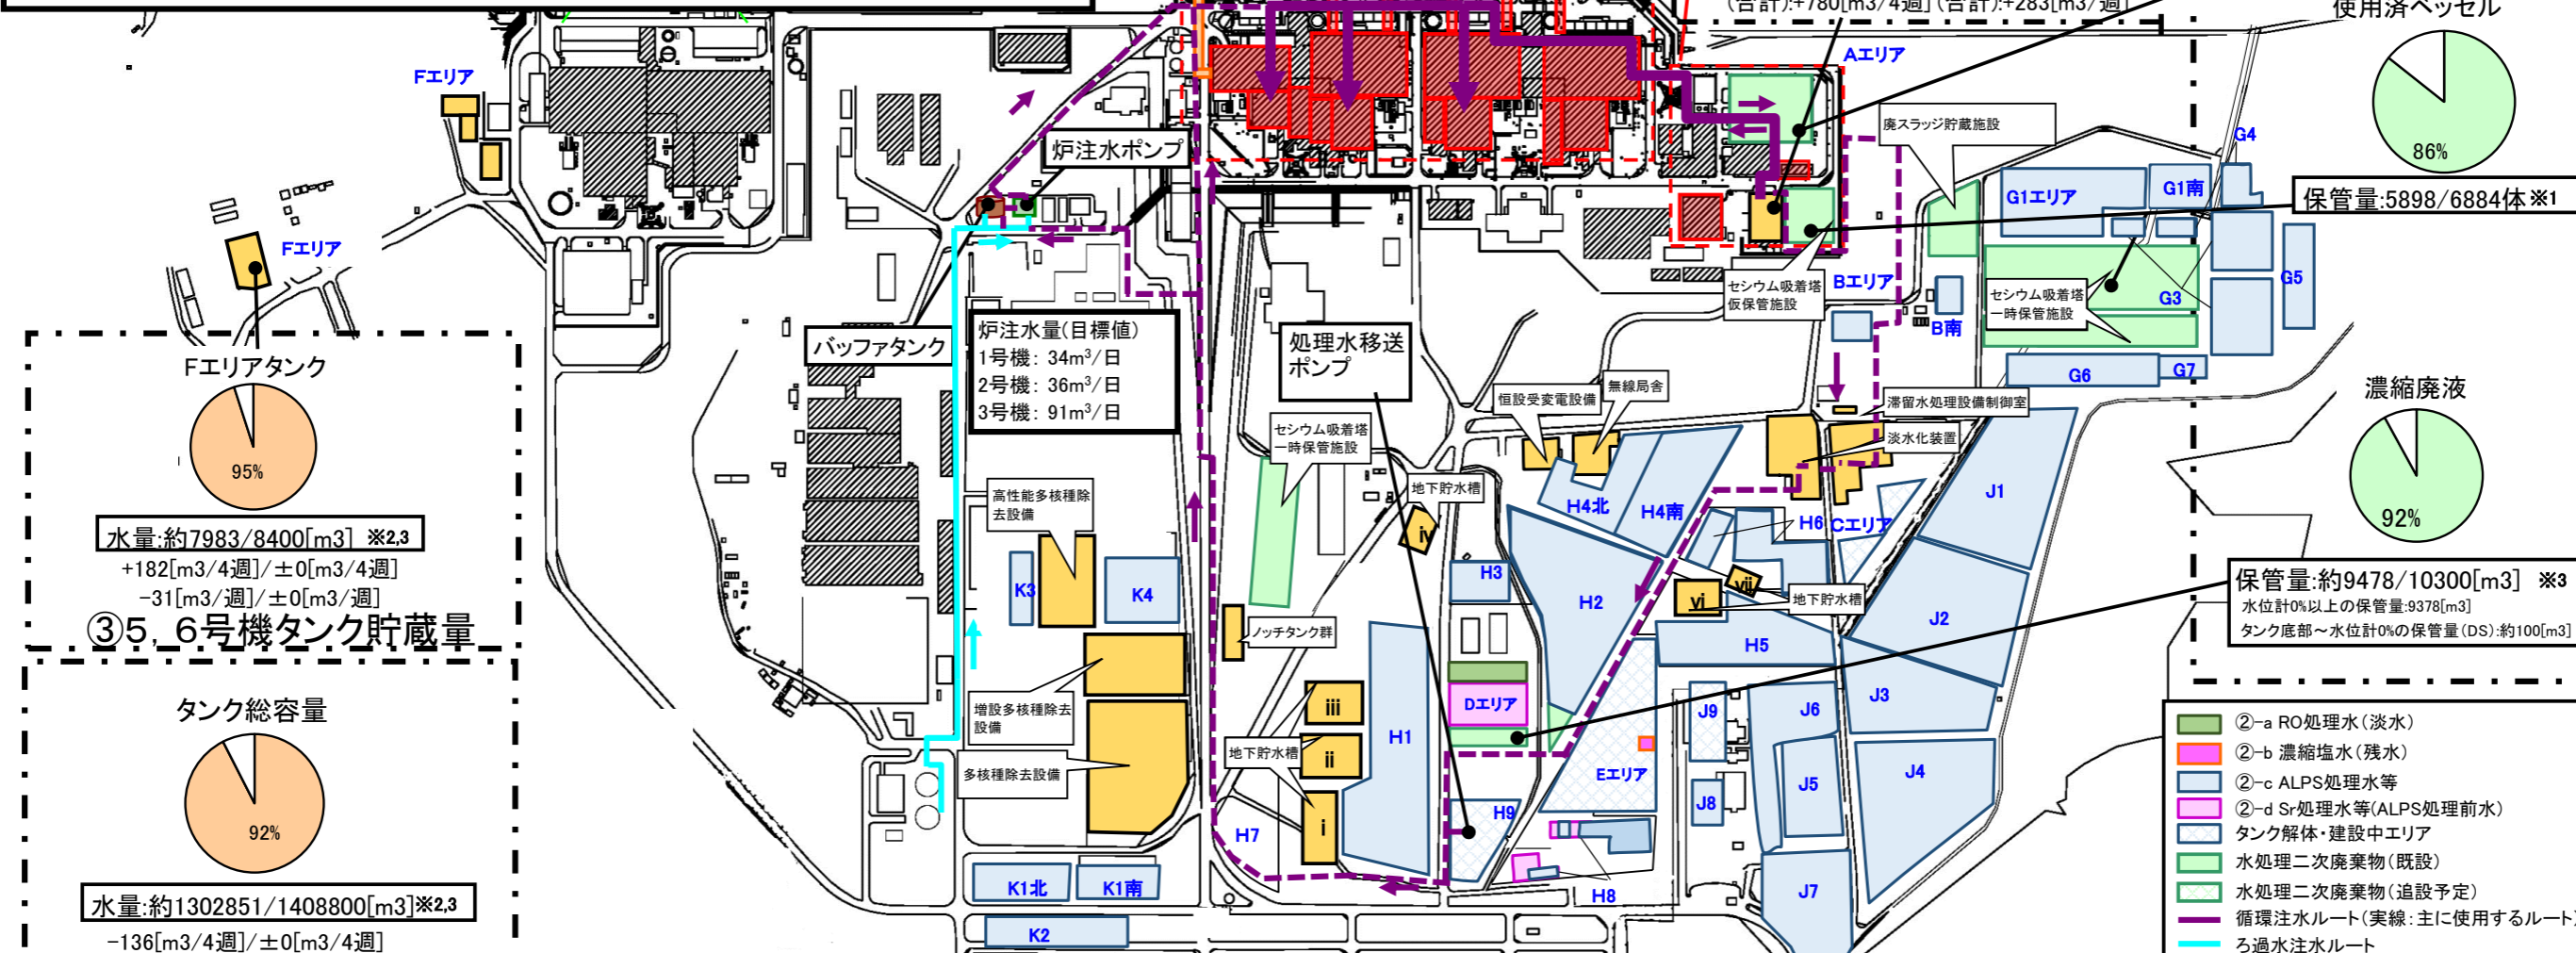 (合計):+780[m3/4週] (合計):+283[m3/週]
使用済ベッセル
86%
保管量:5898/6884体※1
Aエリア
Fエリア
Fエリア
廃スラッジ貯蔵施設
G4
G1エリア
G1南
炉注水ポンプ
セシウム吸着塔
仮保管施設
Bエリア
B南
セシウム吸着塔
一時保管施設
G3
G5
G6
G7
Fエリアタンク
95%
水量:約7983/8400[m3] ※2,3
+182[m3/4週]/±0[m3/4週]
-31[m3/週]/±0[m3/週]
③5,6号機タンク貯蔵量
バッファタンク
炉注水量(目標値)
1号機: 34m³/日
2号機: 36m³/日
3号機: 91m³/日
処理水移送
ポンプ
恒設受変電設備
無線局舎
滞留水処理設備制御室
淡水化装置
濃縮廃液
92%
保管量:約9478/10300[m3] ※3
水位計0%以上の保管量:9378[m3]
タンク底部~水位計0%の保管量(DS):約100[m3]
セシウム吸着塔
一時保管施設
地下貯水槽
iv
高性能多核種除
去設備
K3
K4
H4北
H4南
H6
Cエリア
J1
H3
H2
vi
vii
地下貯水槽
H5
J2
ノッチタンク群
増設多核種除去
設備
多核種除去設備
地下貯水槽
iii
ii
i
H1
Dエリア
Eエリア
H9
J9
J8
J6
J5
J3
J4
J7
H7
H8
K1北
K1南
K2
タンク総容量
92%
水量:約1302851/1408800[m3]※2,3
-136[m3/4週]/±0[m3/4週]
②-a RO処理水(淡水)
②-b 濃縮塩水(残水)
②-c ALPS処理水等
②-d Sr処理水等(ALPS処理前水)
タンク解体・建設中エリア
水処理二次廃棄物(既設)
水処理二次廃棄物(追設予定)
循環注水ルート(実線:主に使用するルート)
ろ過水注水ルート